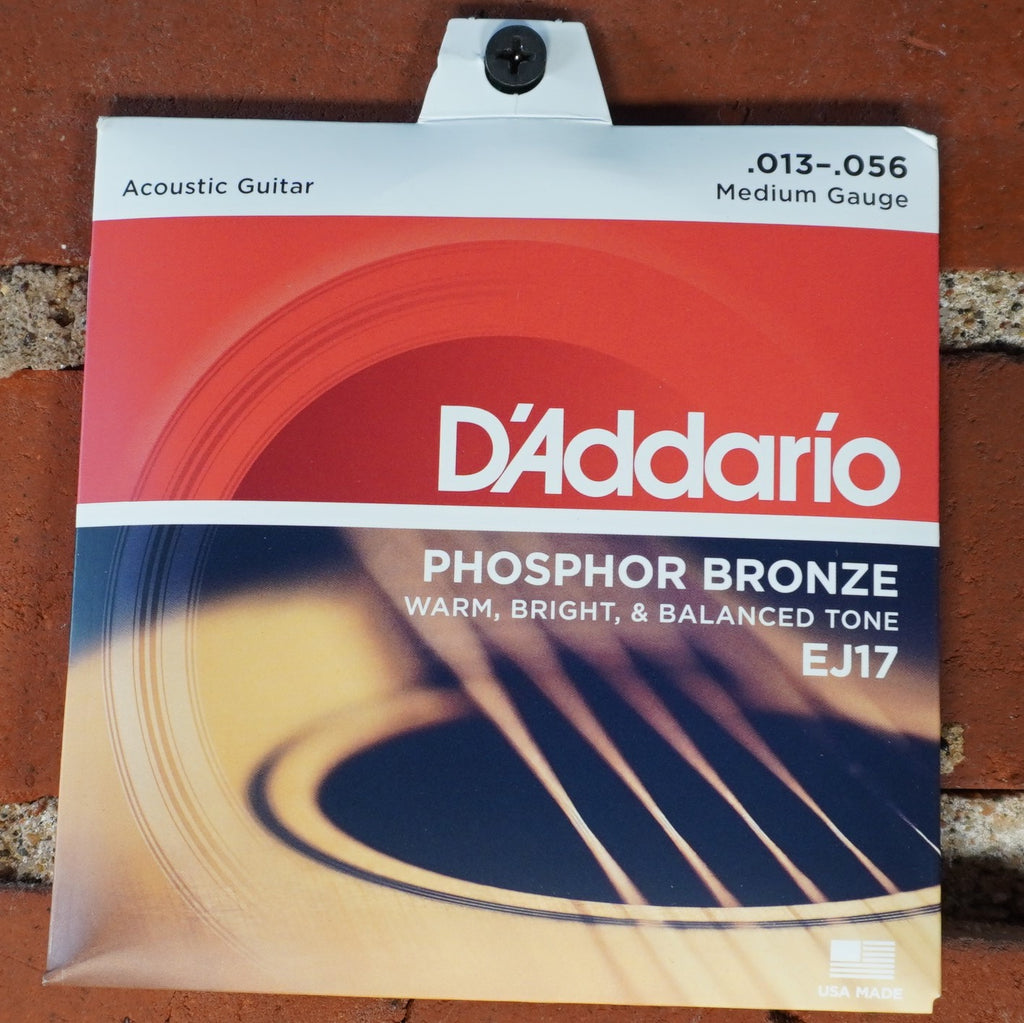 Acoustic Guitar
.013–.056
Medium Gauge
D'Addario
PHOSPHOR BRONZE
WARM, BRIGHT, & BALANCED TONE
EJ17
USA MADE